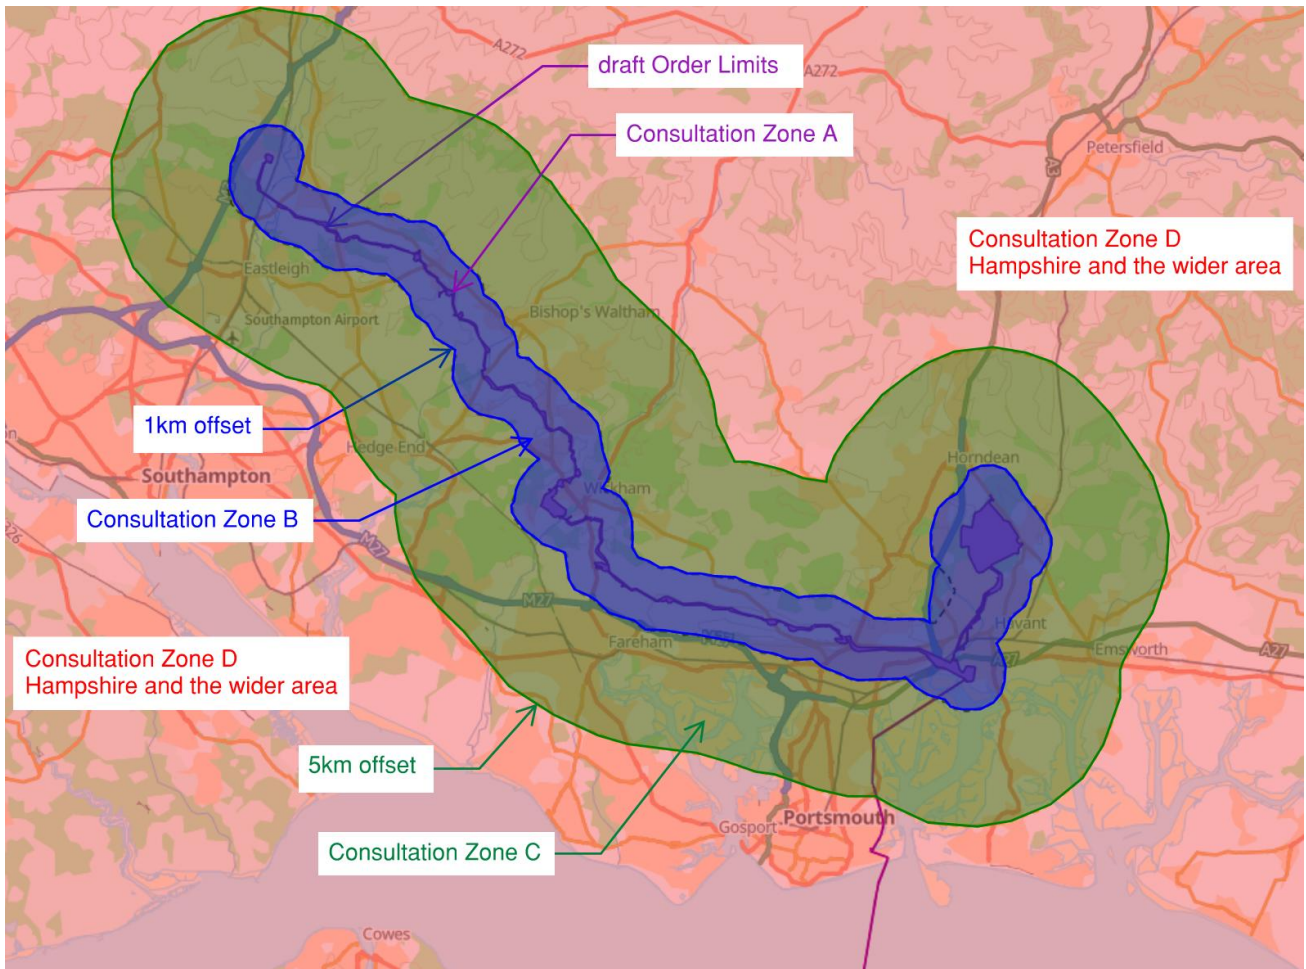 A272
draft Order Limits
A272
Consultation Zone A
Petersfield
A3
Consultation Zone D
Hampshire and the wider area
Eastleigh
Southampton Airport
Bishop's Waltham
1km offset
Hedge End
Horndean
Southampton
Wickham
Consultation Zone B
M27
M27
Havant
Fareham
A27
Emsworth
A27
Consultation Zone D
Hampshire and the wider area
5km offset
Gosport
Portsmouth
Consultation Zone C
Cowes